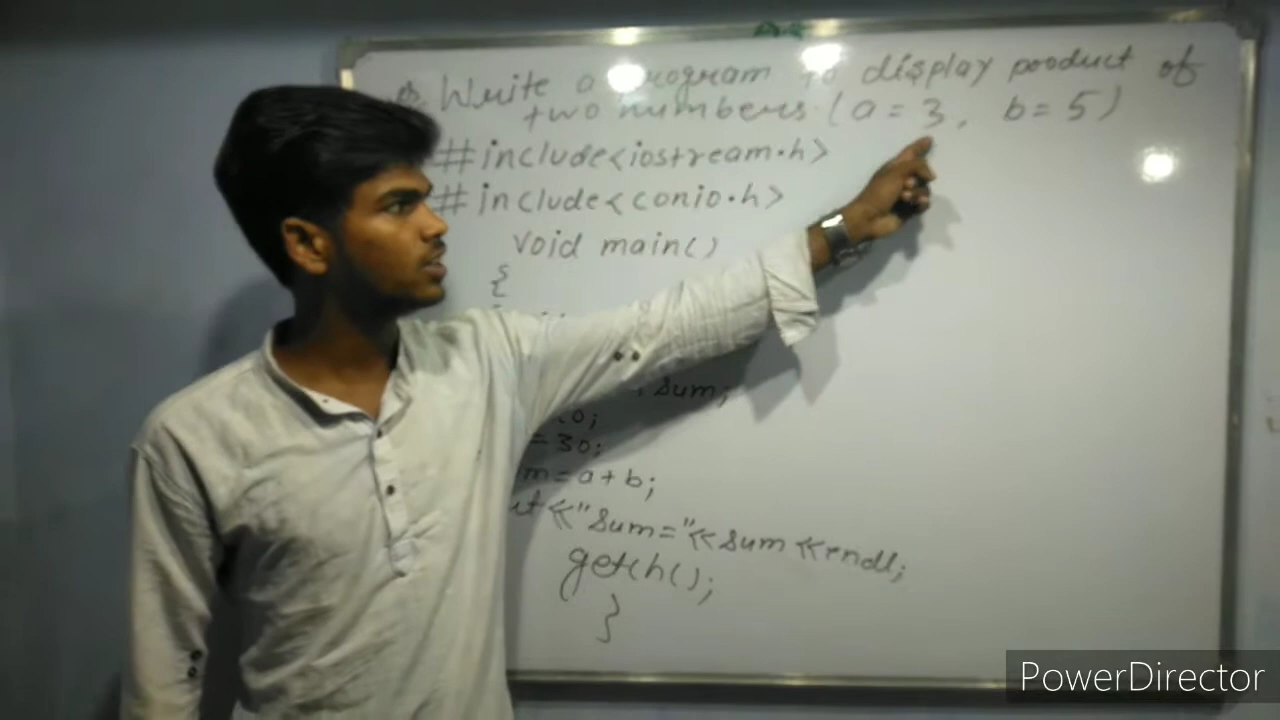 Write a program to display product of
two numbers. (a = 3, b = 5)
#include<iostream.h>
#include<conio.h>
void main()
{
sum;
= 30;
= a + b;
<<"Sum="<<sum<<endl;
getch();
}
PowerDirector